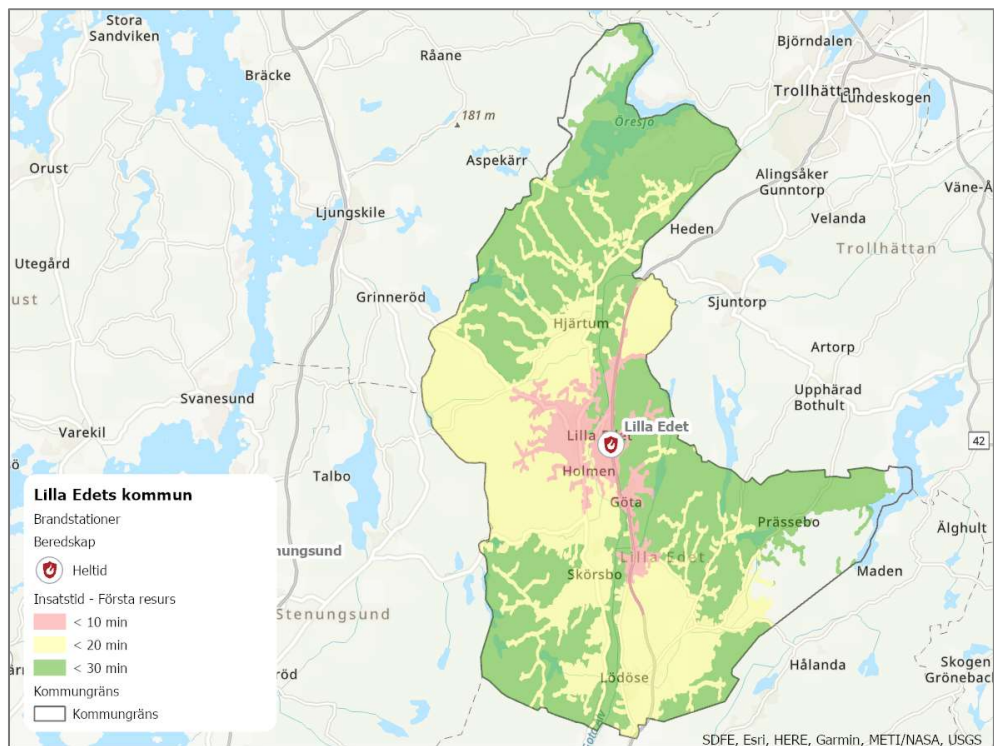 Stora
Sandviken
Råane
Björndalen
Bräcke
Trollhättan
Lundeskogen
181 m
Öresjö
Orust
Aspekärr
Alingsåker
Gunntorp
Väne-Å
Ljungskile
Velanda
Heden
Trollhättan
Utegård
ust
Grinneröd
Sjuntorp
Hjärtum
Artorp
Svanesund
Upphärad
Bothult
Varekil
Lilla Edet
Lilla Edet
42
Holmen
Talbo
Göta
Prässebo
Älghult
nungsund
Lilla Edet
Skörsbo
Maden
Stenungsund
Hålanda
Skogen
Gröneback
röd
Lödöse
Lilla Edets kommun
Brandstationer
Beredskap
Heltid
Insatstid - Första resurs
< 10 min
< 20 min
< 30 min
Kommungräns
Kommungräns
SDFE, Esri, HERE, Garmin, METI/NASA, USGS